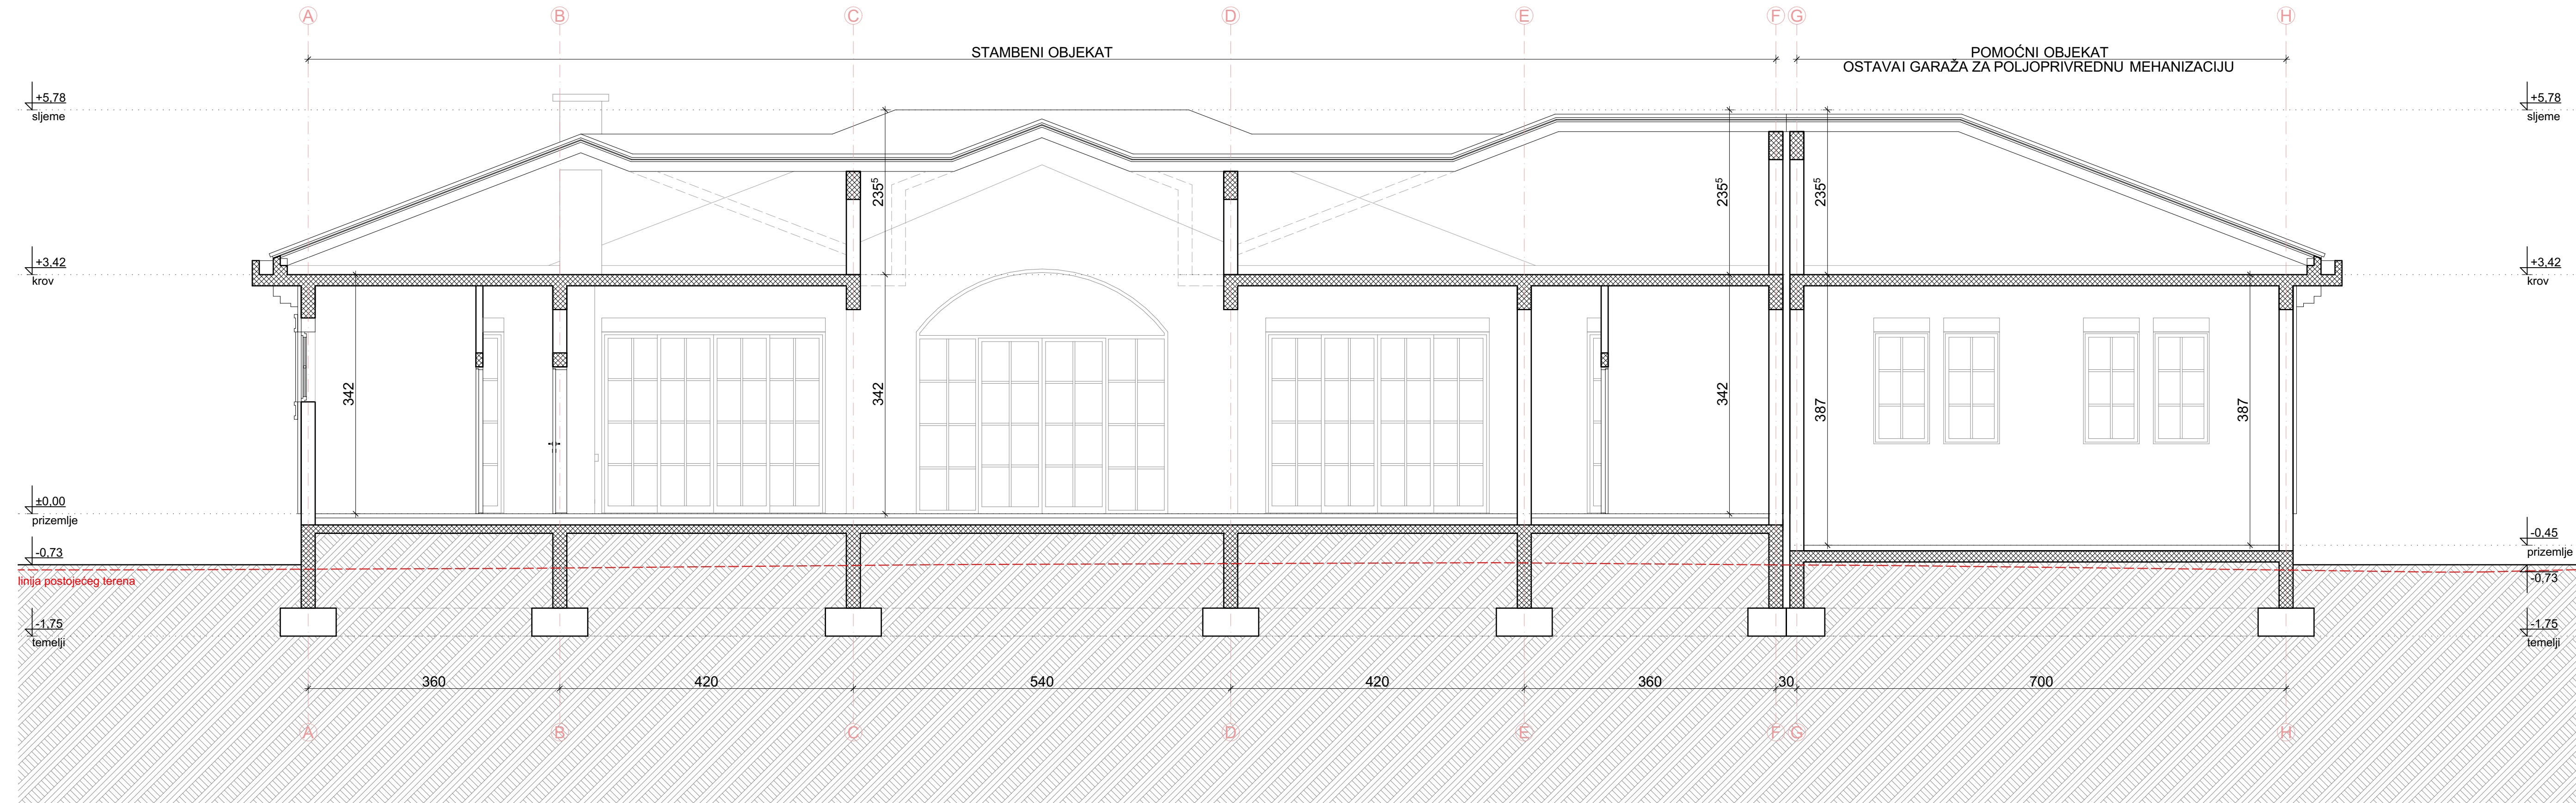 A B C D E F G H
STAMBENI OBJEKAT
POMOĆNI OBJEKAT
OSTAVAI GARAŽA ZA POLJOPRIVREDNU MEHANIZACIJU
+5,78
sljeme
+5,78
sljeme
235⁵
235⁵
235⁵
+3,42
krov
+3,42
krov
342
342
342
387
387
±0,00
prizemlje
-0,45
prizemlje
-0,73
-0,73
linija postojećeg terena
-1,75
temelji
-1,75
temelji
360 420 540 420 360 30 700
A B C D E F G H